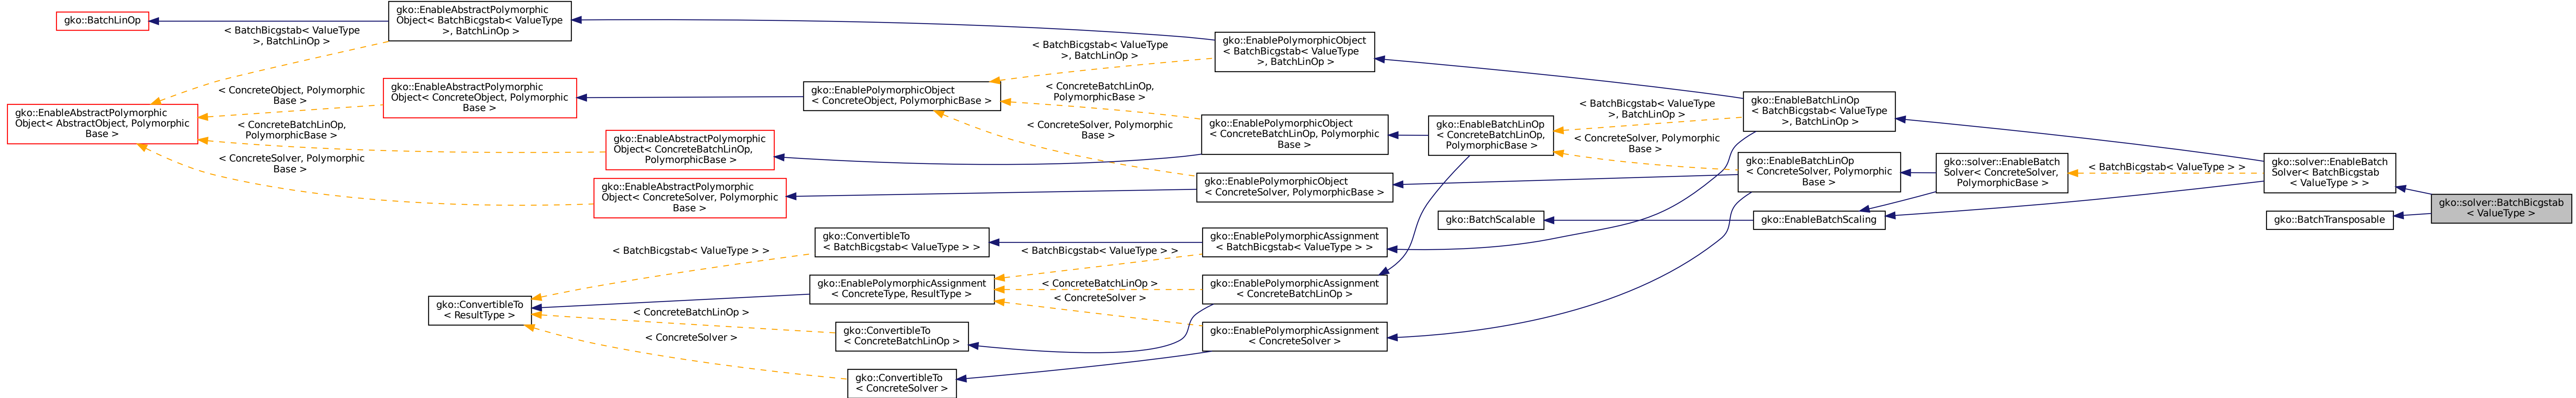 gko::BatchLinOp
gko::EnableAbstractPolymorphic
Object< BatchBicgstab< ValueType
>, BatchLinOp >
< BatchBicgstab< ValueType
>, BatchLinOp >
gko::EnableAbstractPolymorphic
Object< AbstractObject, Polymorphic
Base >
< ConcreteObject, Polymorphic
Base >
< ConcreteBatchLinOp,
PolymorphicBase >
< ConcreteSolver, Polymorphic
Base >
gko::EnableAbstractPolymorphic
Object< ConcreteObject, Polymorphic
Base >
gko::EnableAbstractPolymorphic
Object< ConcreteBatchLinOp,
PolymorphicBase >
gko::EnableAbstractPolymorphic
Object< ConcreteSolver, Polymorphic
Base >
gko::EnablePolymorphicObject
< ConcreteObject, PolymorphicBase >
< BatchBicgstab< ValueType
>, BatchLinOp >
< ConcreteBatchLinOp,
PolymorphicBase >
< ConcreteSolver, Polymorphic
Base >
gko::EnablePolymorphicObject
< BatchBicgstab< ValueType
>, BatchLinOp >
gko::EnablePolymorphicObject
< ConcreteBatchLinOp, Polymorphic
Base >
gko::EnablePolymorphicObject
< ConcreteSolver, PolymorphicBase >
gko::EnableBatchLinOp
< ConcreteBatchLinOp,
PolymorphicBase >
< BatchBicgstab< ValueType
>, BatchLinOp >
< ConcreteSolver, Polymorphic
Base >
gko::EnableBatchLinOp
< BatchBicgstab< ValueType
>, BatchLinOp >
gko::EnableBatchLinOp
< ConcreteSolver, Polymorphic
Base >
gko::solver::EnableBatch
Solver< ConcreteSolver,
PolymorphicBase >
< BatchBicgstab< ValueType > >
gko::solver::EnableBatch
Solver< BatchBicgstab
< ValueType > >
gko::solver::BatchBicgstab
< ValueType >
gko::BatchScalable
gko::EnableBatchScaling
gko::BatchTransposable
gko::ConvertibleTo
< ResultType >
< BatchBicgstab< ValueType > >
< ConcreteBatchLinOp >
< ConcreteSolver >
gko::ConvertibleTo
< BatchBicgstab< ValueType > >
gko::EnablePolymorphicAssignment
< ConcreteType, ResultType >
gko::ConvertibleTo
< ConcreteBatchLinOp >
gko::ConvertibleTo
< ConcreteSolver >
< BatchBicgstab< ValueType > >
< ConcreteBatchLinOp >
< ConcreteSolver >
gko::EnablePolymorphicAssignment
< BatchBicgstab< ValueType > >
gko::EnablePolymorphicAssignment
< ConcreteBatchLinOp >
gko::EnablePolymorphicAssignment
< ConcreteSolver >